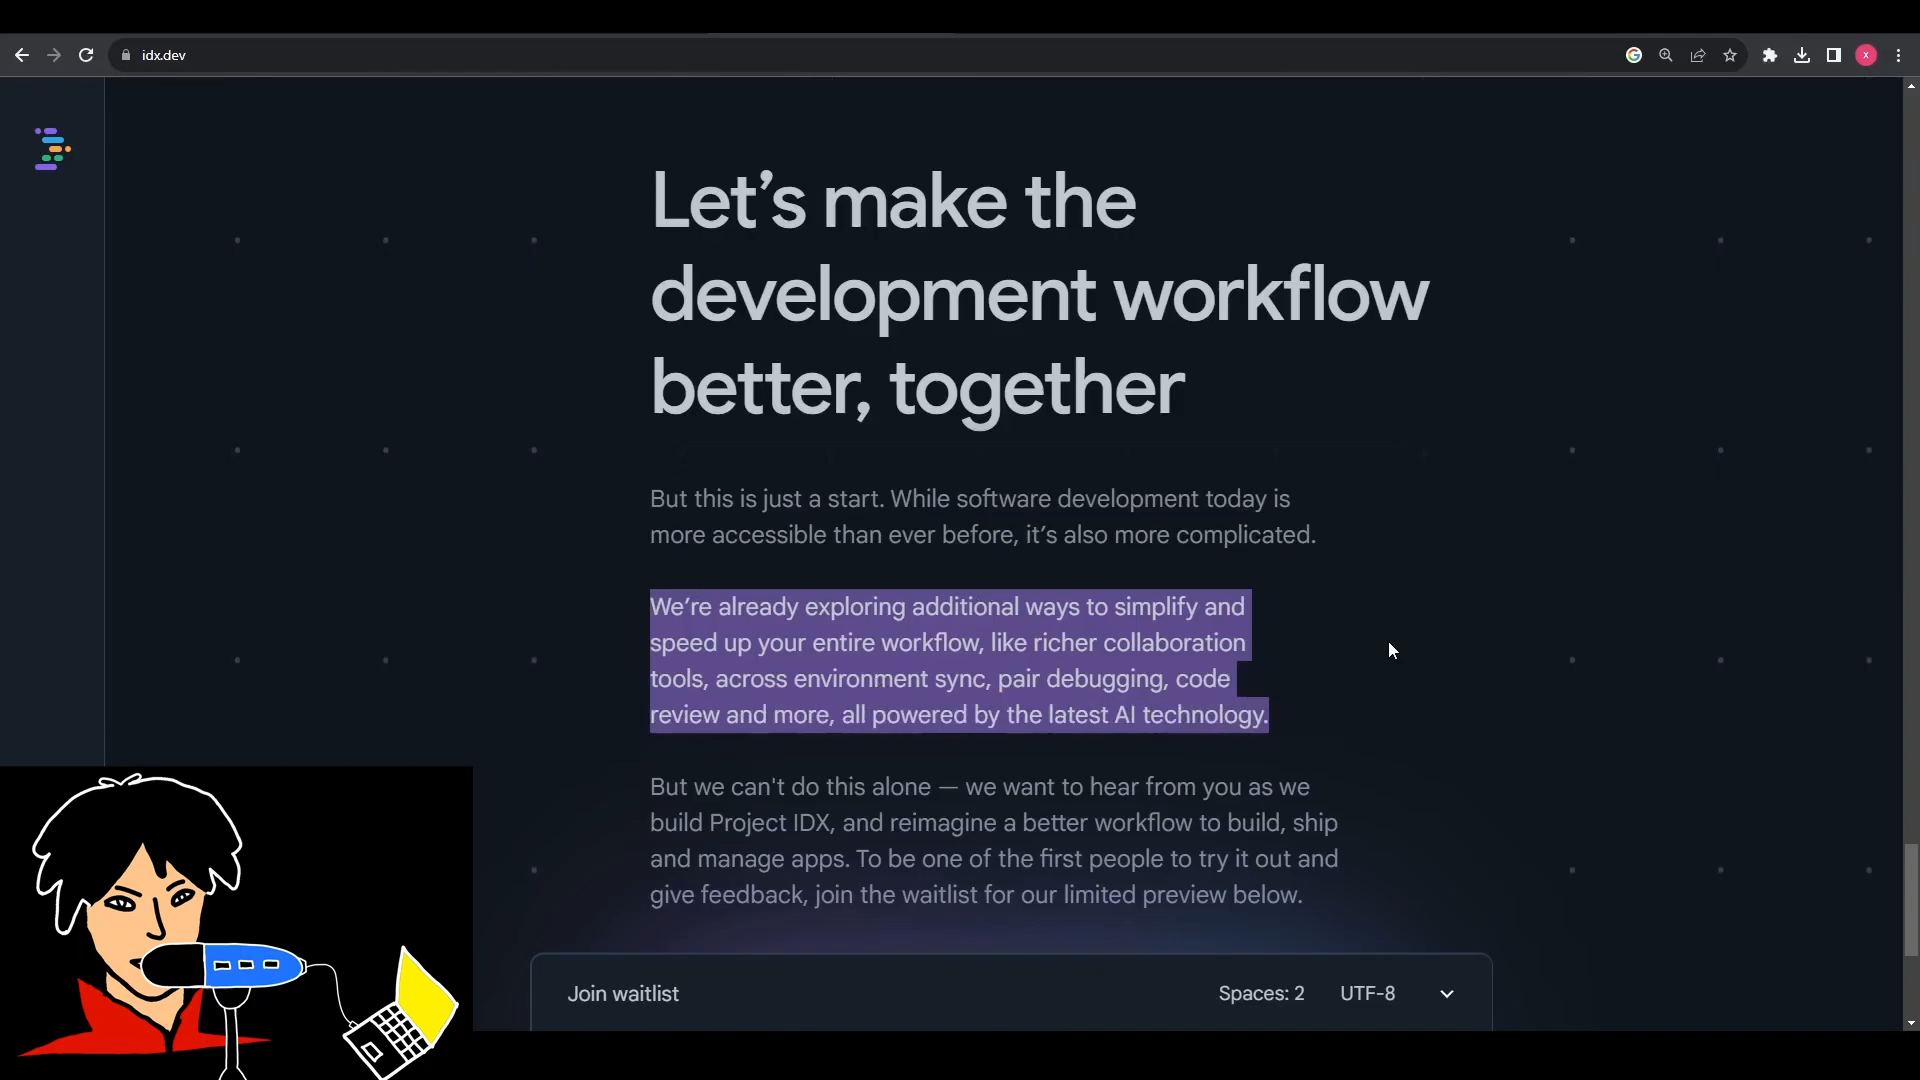 idx.dev
x
Let’s make the
development workflow
better, together
But this is just a start. While software development today is
more accessible than ever before, it’s also more complicated.
We’re already exploring additional ways to simplify and
speed up your entire workflow, like richer collaboration
tools, across environment sync, pair debugging, code
review and more, all powered by the latest AI technology.
But we can't do this alone — we want to hear from you as we
build Project IDX, and reimagine a better workflow to build, ship
and manage apps. To be one of the first people to try it out and
give feedback, join the waitlist for our limited preview below.
Join waitlist Spaces: 2 UTF-8